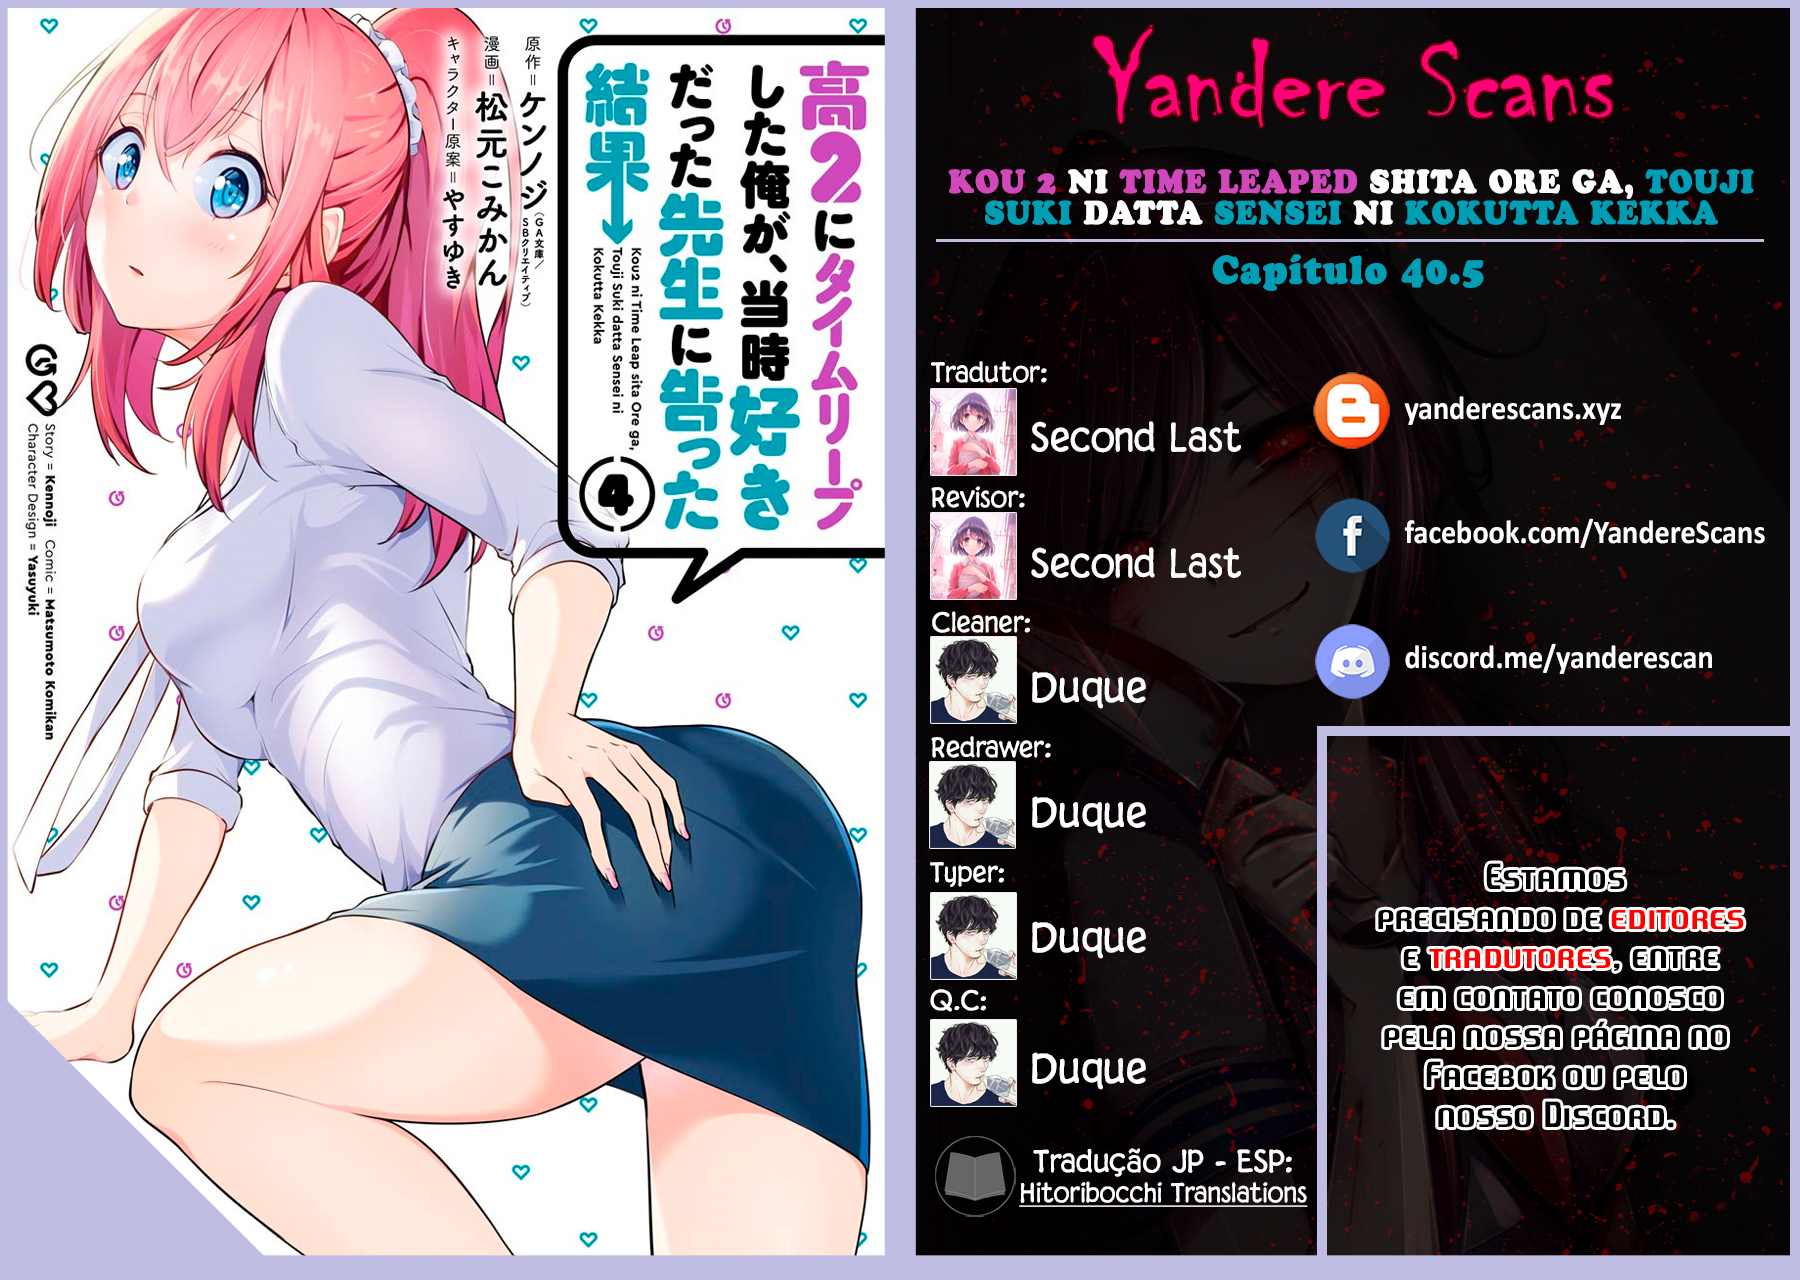 原作=ケンノジ
(GA文庫/
SBクリエイティブ)
漫画=松元こみかん
キャラクター原案=やすゆき
高2にタイムリープ
した俺が、当時好き
だった先生に告った
結果
Kou2 ni Time Leap sita Ore ga,
Touji Suki datta Sensei ni
Kokutta Kekka
4
Story = Kennoji Comic = Matsumoto Komikan
Character Design = Yasuyuki
Yandere Scans
KOU 2 NI TIME LEAPED SHITA ORE GA, TOUJI
SUKI DATTA SENSEI NI KOKUTTA KEKKA
Capítulo 40.5
Tradutor:
Second Last
Revisor:
Second Last
Cleaner:
Duque
Redrawer:
Duque
Typer:
Duque
Q.C:
Duque
Tradução JP - ESP:
Hitoribocchi Translations
yanderescans.xyz
facebook.com/YandereScans
discord.me/yanderescan
Estamos
precisando de editores
e tradutores, entre
em contato conosco
pela nossa página no
Facebok ou pelo
nosso Discord.